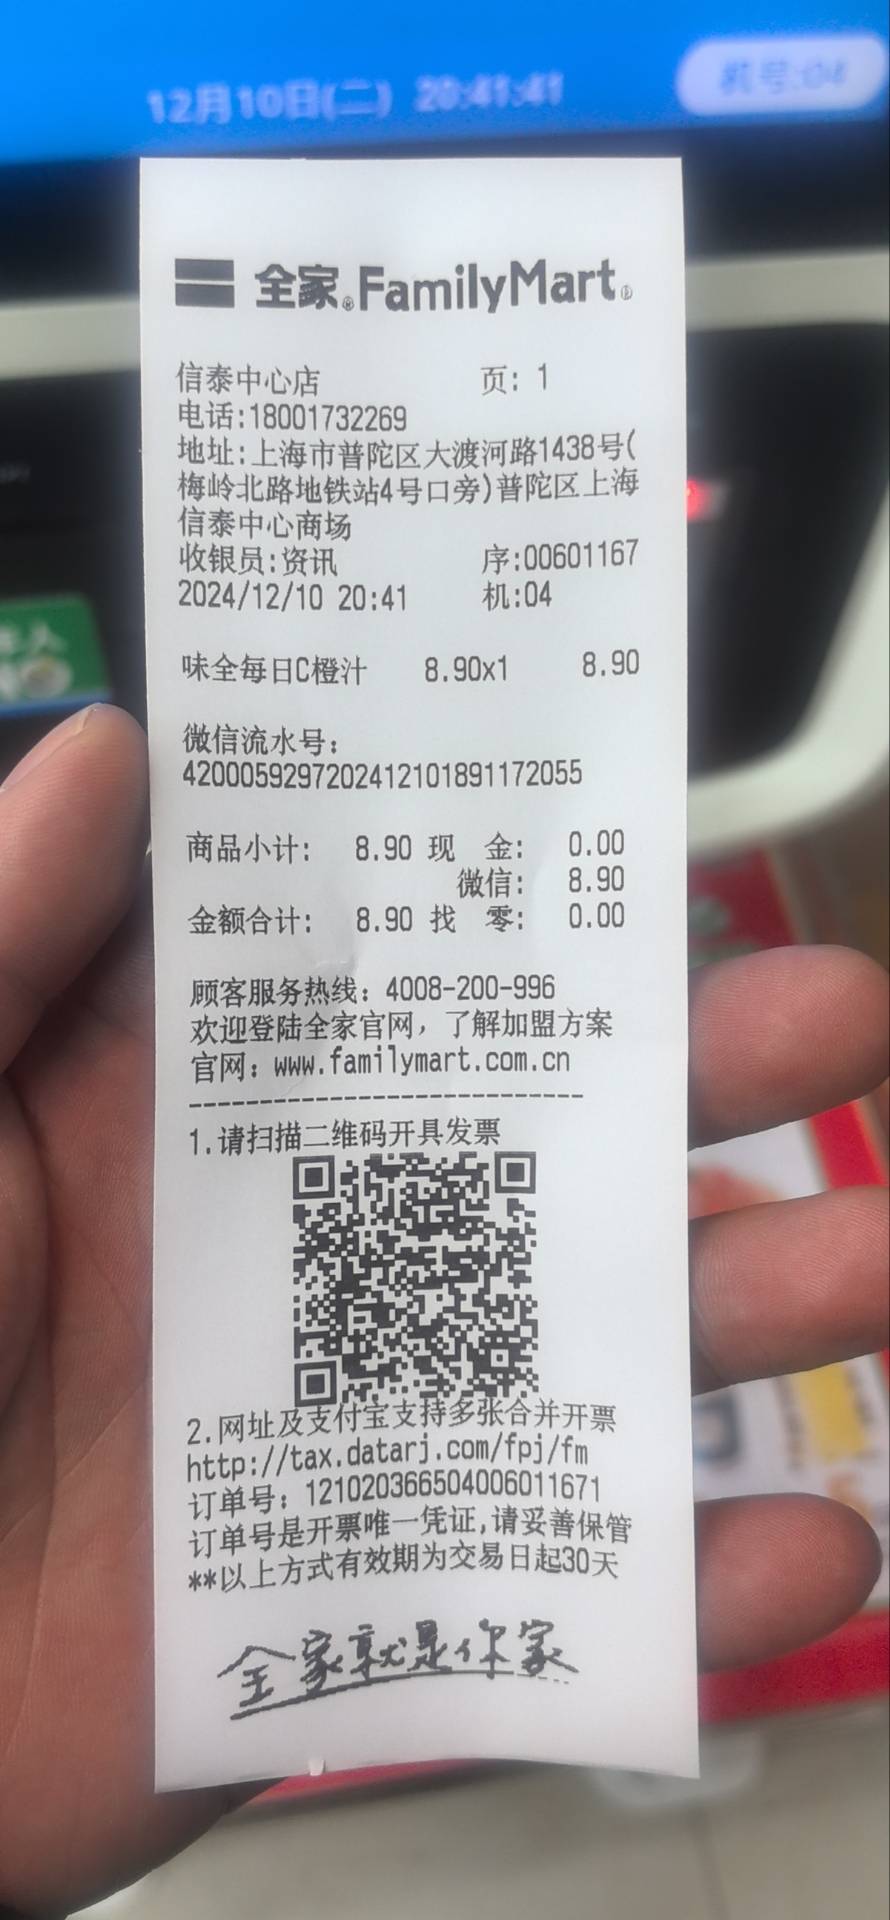 12月10日(二) 20:41:41 机号:04
全家®FamilyMart®
信泰中心店 页: 1
电话:18001732269
地址:上海市普陀区大渡河路1438号(
梅岭北路地铁站4号口旁)普陀区上海
信泰中心商场
收银员:资讯 序:00601167
2024/12/10 20:41 机:04
味全每日C橙汁 8.90x1 8.90
微信流水号:
4200059297202412101891172055
商品小计: 8.90 现 金: 0.00
微信: 8.90
金额合计: 8.90 找 零: 0.00
顾客服务热线: 4008-200-996
欢迎登陆全家官网，了解加盟方案
官网: www.familymart.com.cn
----------------------------
1.请扫描二维码开具发票
2.网址及支付宝支持多张合并开票
http://tax.datarj.com/fpj/fm
订单号: 121020366504006011671
订单号是开票唯一凭证,请妥善保管
**以上方式有效期为交易日起30天
全家就是你家